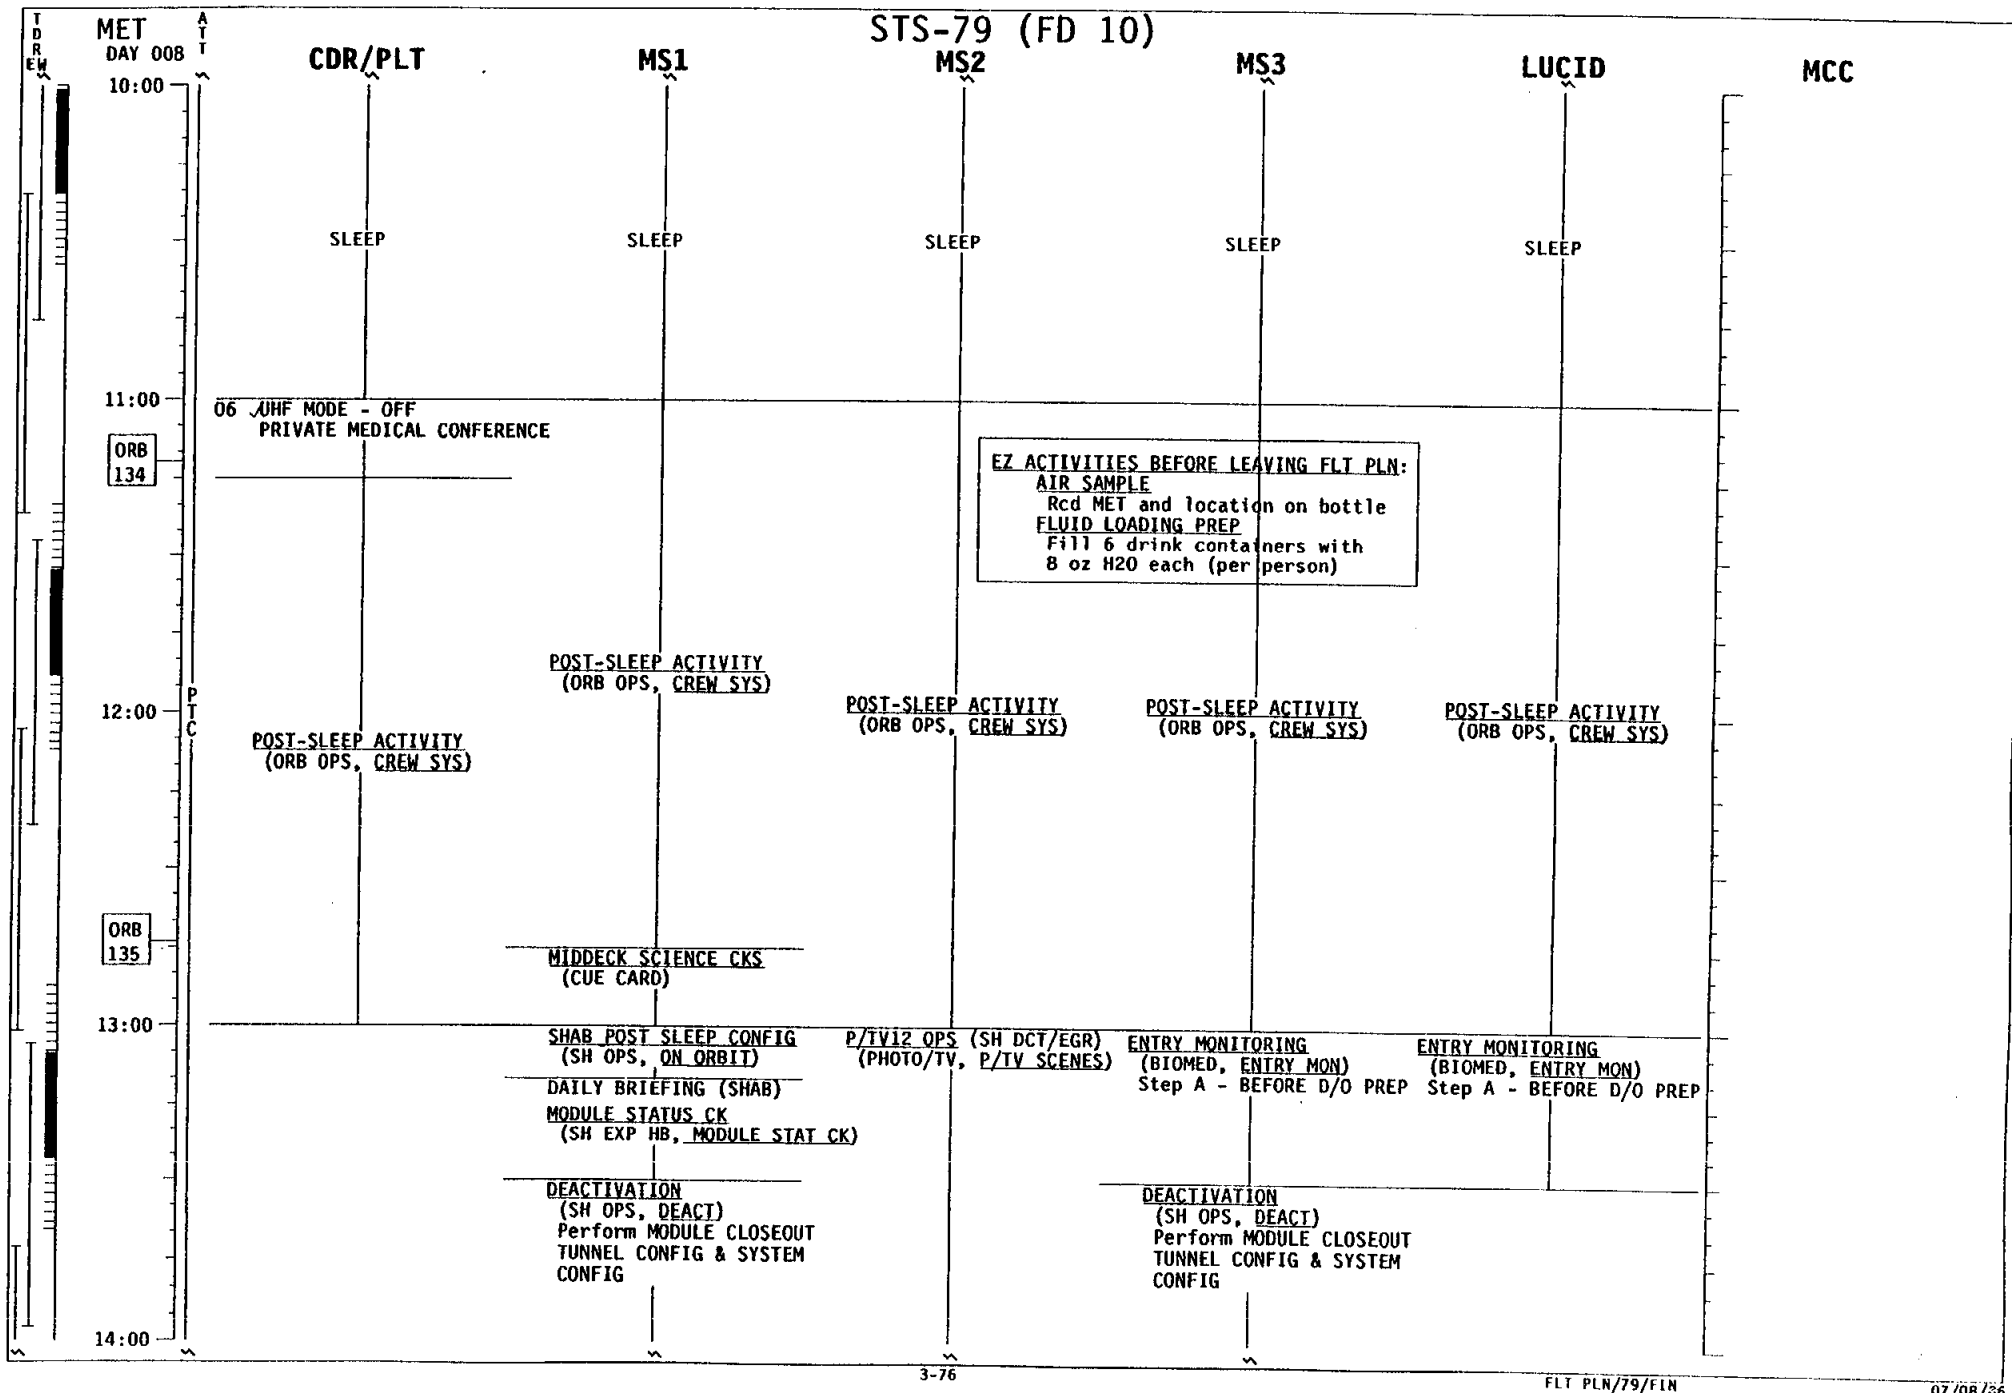 STS-79 (FD 10)
TDRE W
MET
DAY 008
ATT
CDR/PLT
MS1
MS2
MS3
LUCID
MCC
10:00
SLEEP
SLEEP
SLEEP
SLEEP
SLEEP
11:00
06 √UHF MODE - OFF
PRIVATE MEDICAL CONFERENCE
ORB
134
EZ ACTIVITIES BEFORE LEAVING FLT PLN:
AIR SAMPLE
Rcd MET and location on bottle
FLUID LOADING PREP
Fill 6 drink containers with
8 oz H2O each (per person)
PTC
12:00
POST-SLEEP ACTIVITY
(ORB OPS, CREW SYS)
POST-SLEEP ACTIVITY
(ORB OPS, CREW SYS)
POST-SLEEP ACTIVITY
(ORB OPS, CREW SYS)
POST-SLEEP ACTIVITY
(ORB OPS, CREW SYS)
POST-SLEEP ACTIVITY
(ORB OPS, CREW SYS)
ORB
135
MIDDECK SCIENCE CKS
(CUE CARD)
13:00
SHAB POST SLEEP CONFIG
(SH OPS, ON ORBIT)
DAILY BRIEFING (SHAB)
MODULE STATUS CK
(SH EXP HB, MODULE STAT CK)
DEACTIVATION
(SH OPS, DEACT)
Perform MODULE CLOSEOUT
TUNNEL CONFIG & SYSTEM
CONFIG
P/TV12 OPS (SH DCT/EGR)
(PHOTO/TV, P/TV SCENES)
ENTRY MONITORING
(BIOMED, ENTRY MON)
Step A - BEFORE D/O PREP
DEACTIVATION
(SH OPS, DEACT)
Perform MODULE CLOSEOUT
TUNNEL CONFIG & SYSTEM
CONFIG
ENTRY MONITORING
(BIOMED, ENTRY MON)
Step A - BEFORE D/O PREP
14:00
3-76
FLT PLN/79/FIN